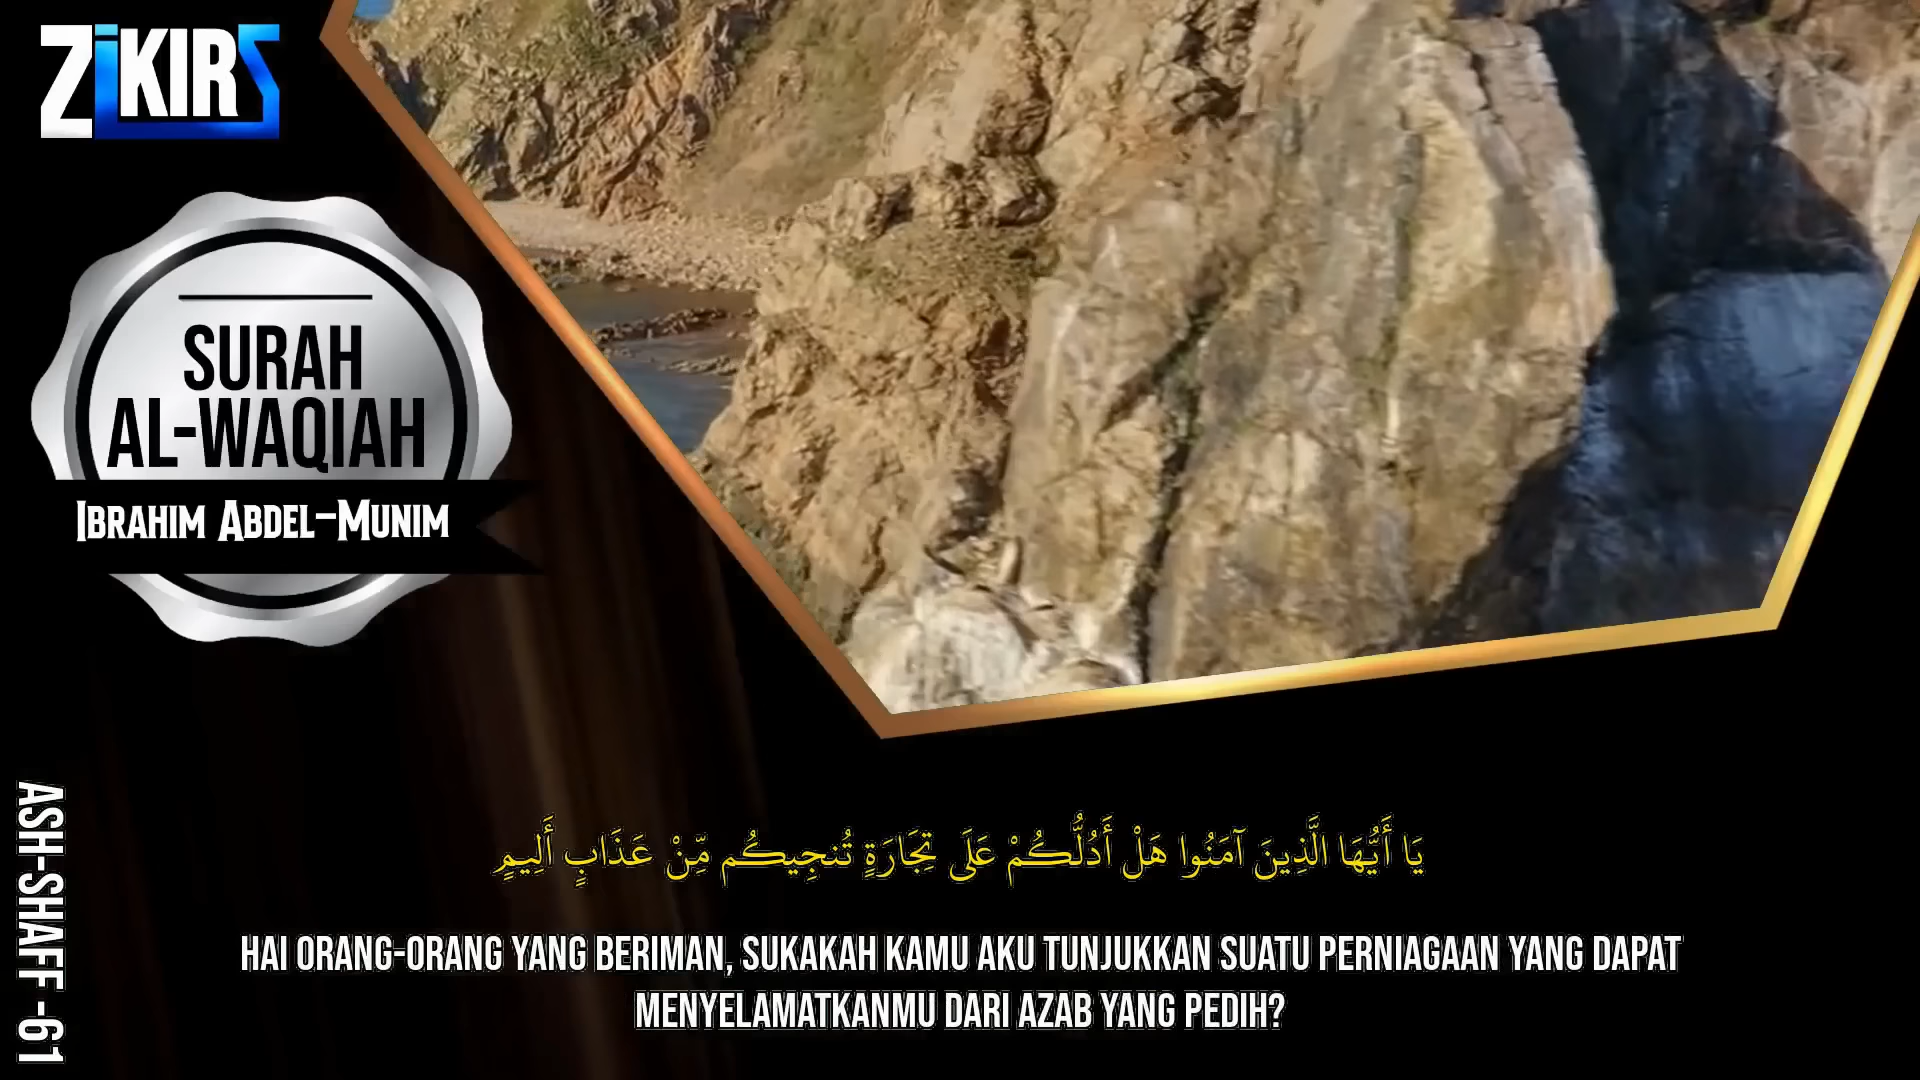 ZiKIRS
SURAH
AL-WAQIAH
IBRAHIM ABDEL-MUNIM
يَا أَيُّهَا الَّذِينَ آمَنُوا هَلْ أَدُلُّكُمْ عَلَى تِجَارَةٍ تُنجِيكُم مِّنْ عَذَابٍ أَلِيمٍ
HAI ORANG-ORANG YANG BERIMAN, SUKAKAH KAMU AKU TUNJUKKAN SUATU PERNIAGAAN YANG DAPAT
MENYELAMATKANMU DARI AZAB YANG PEDIH?
ASH-SHAFF -61